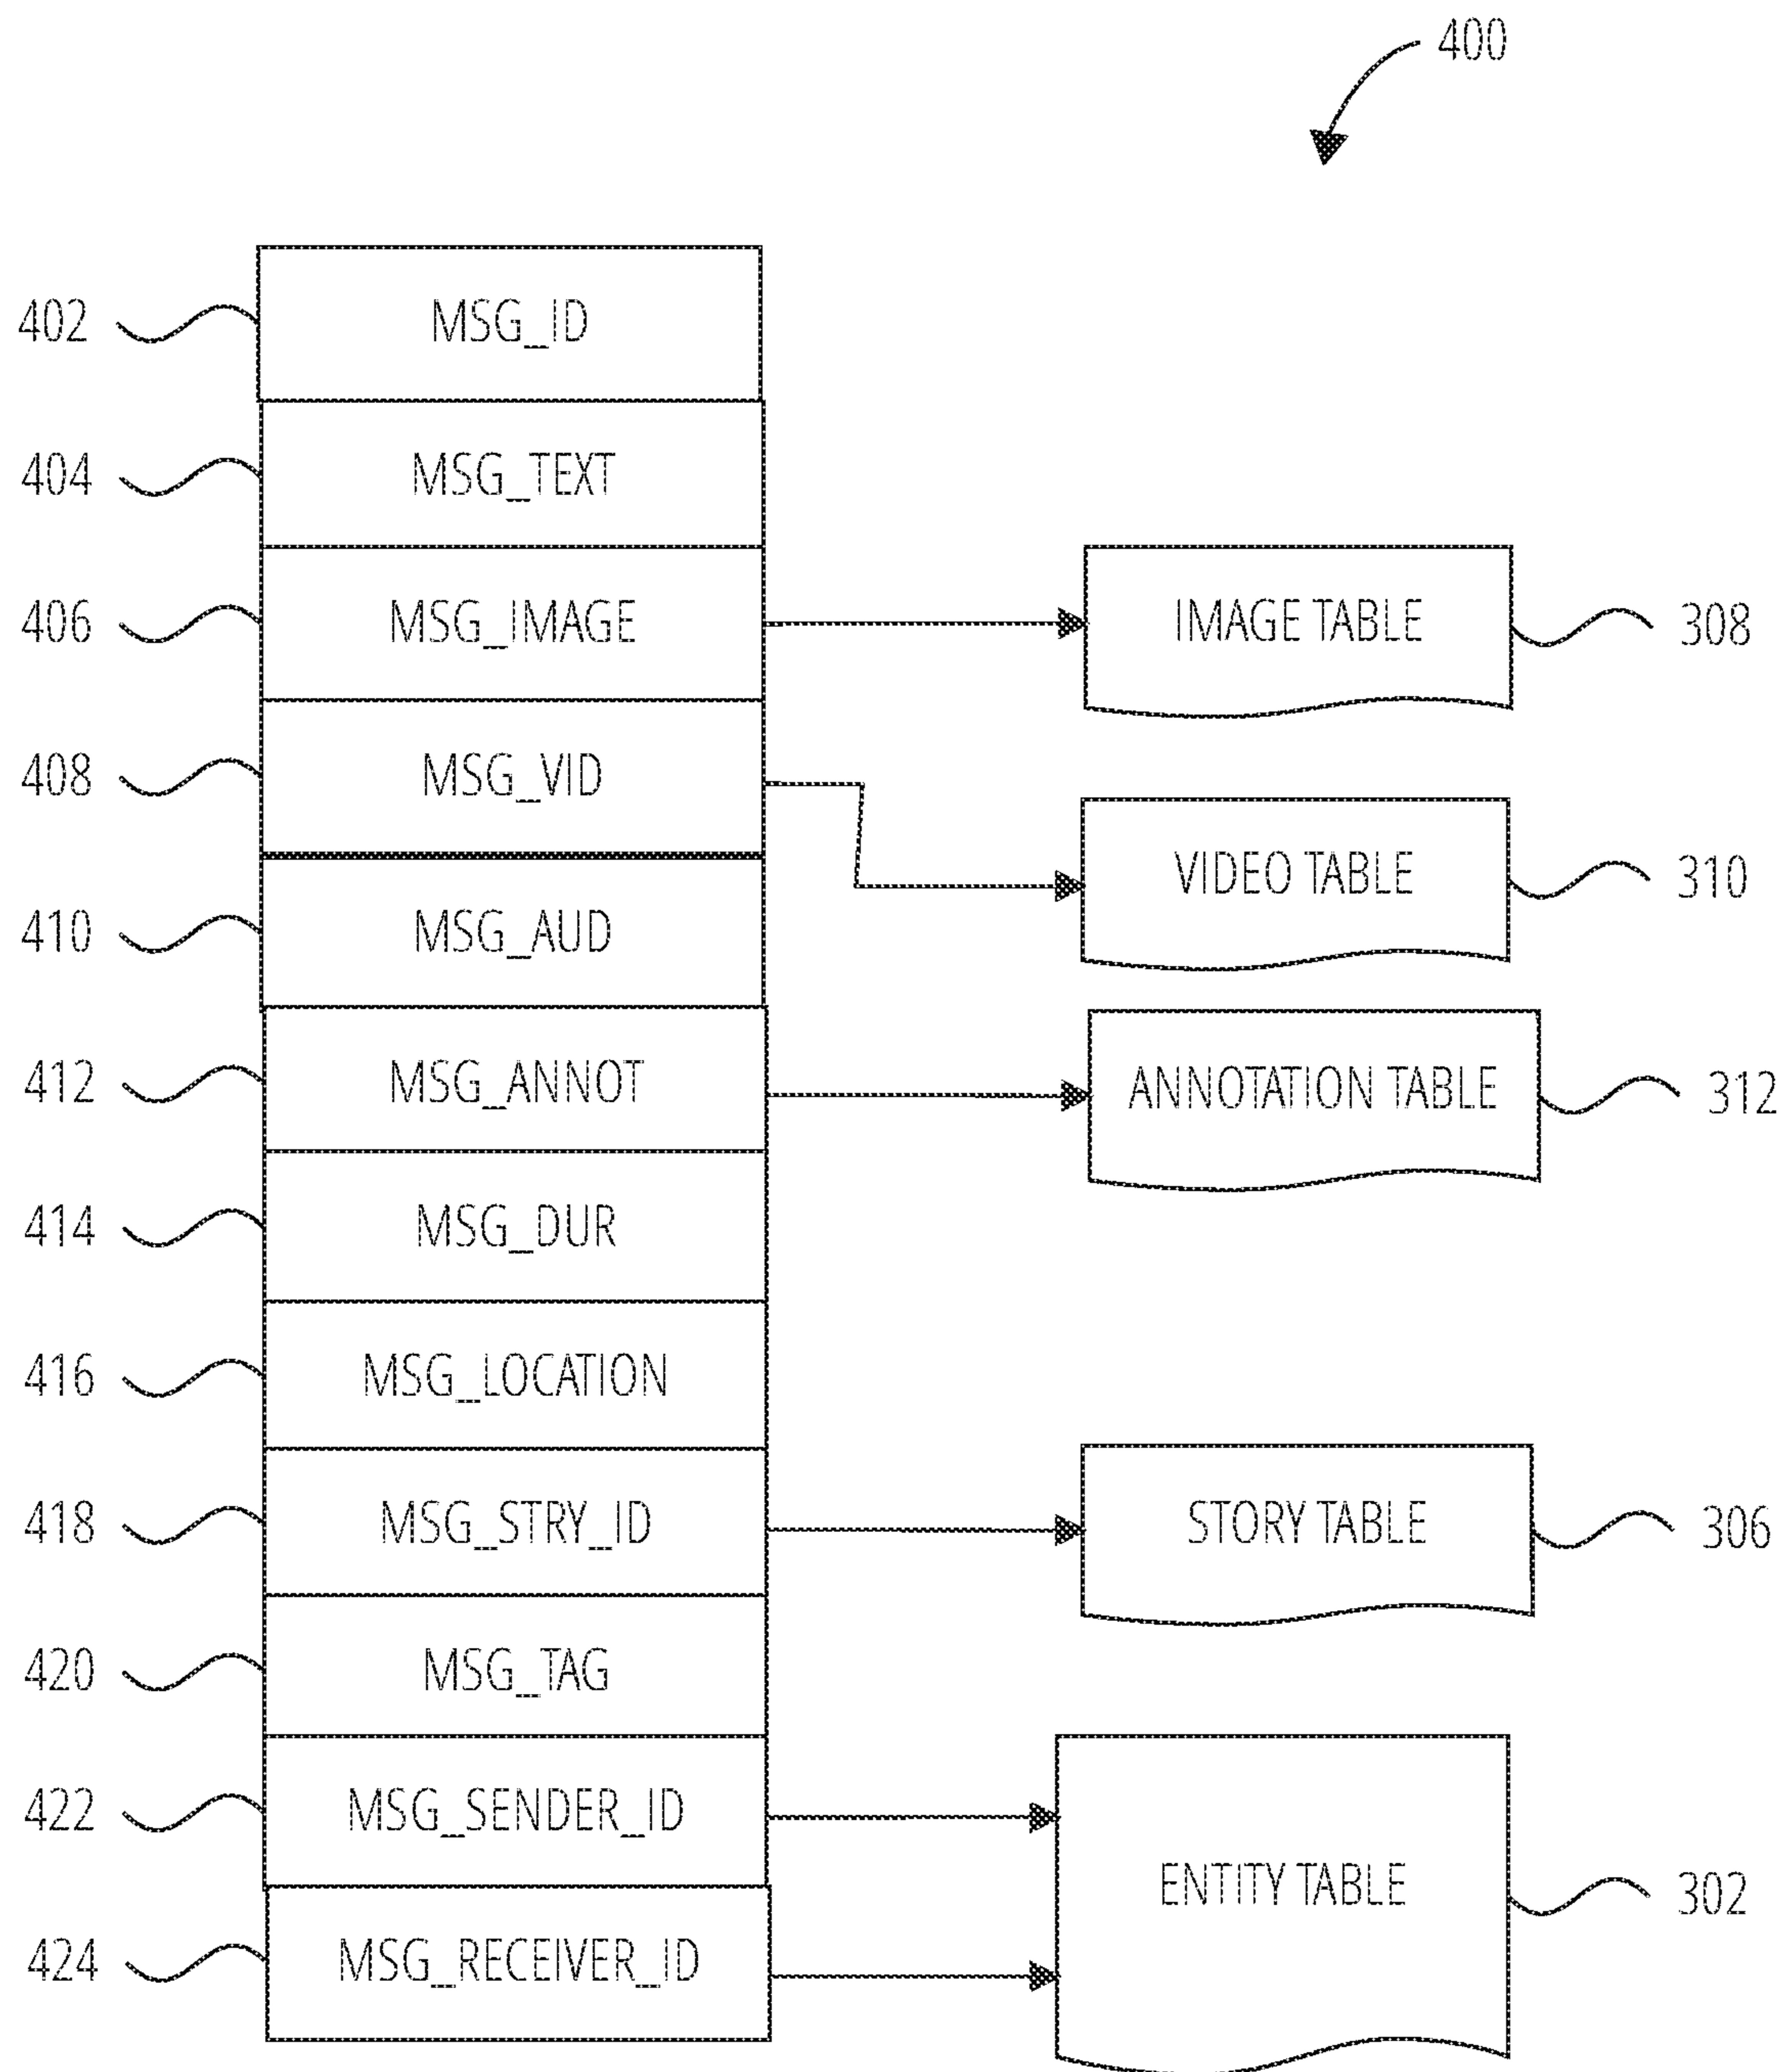 400
402 MSG_ID
404 MSG_TEXT
406 MSG_IMAGE IMAGE TABLE 308
408 MSG_VID
VIDEO TABLE 310
410 MSG_AUD
412 MSG_ANNOT ANNOTATION TABLE 312
414 MSG_DUR
416 MSG_LOCATION
418 MSG_STRY_ID STORY TABLE 306
420 MSG_TAG
422 MSG_SENDER_ID
ENTITY TABLE 302
424 MSG_RECEIVER_ID